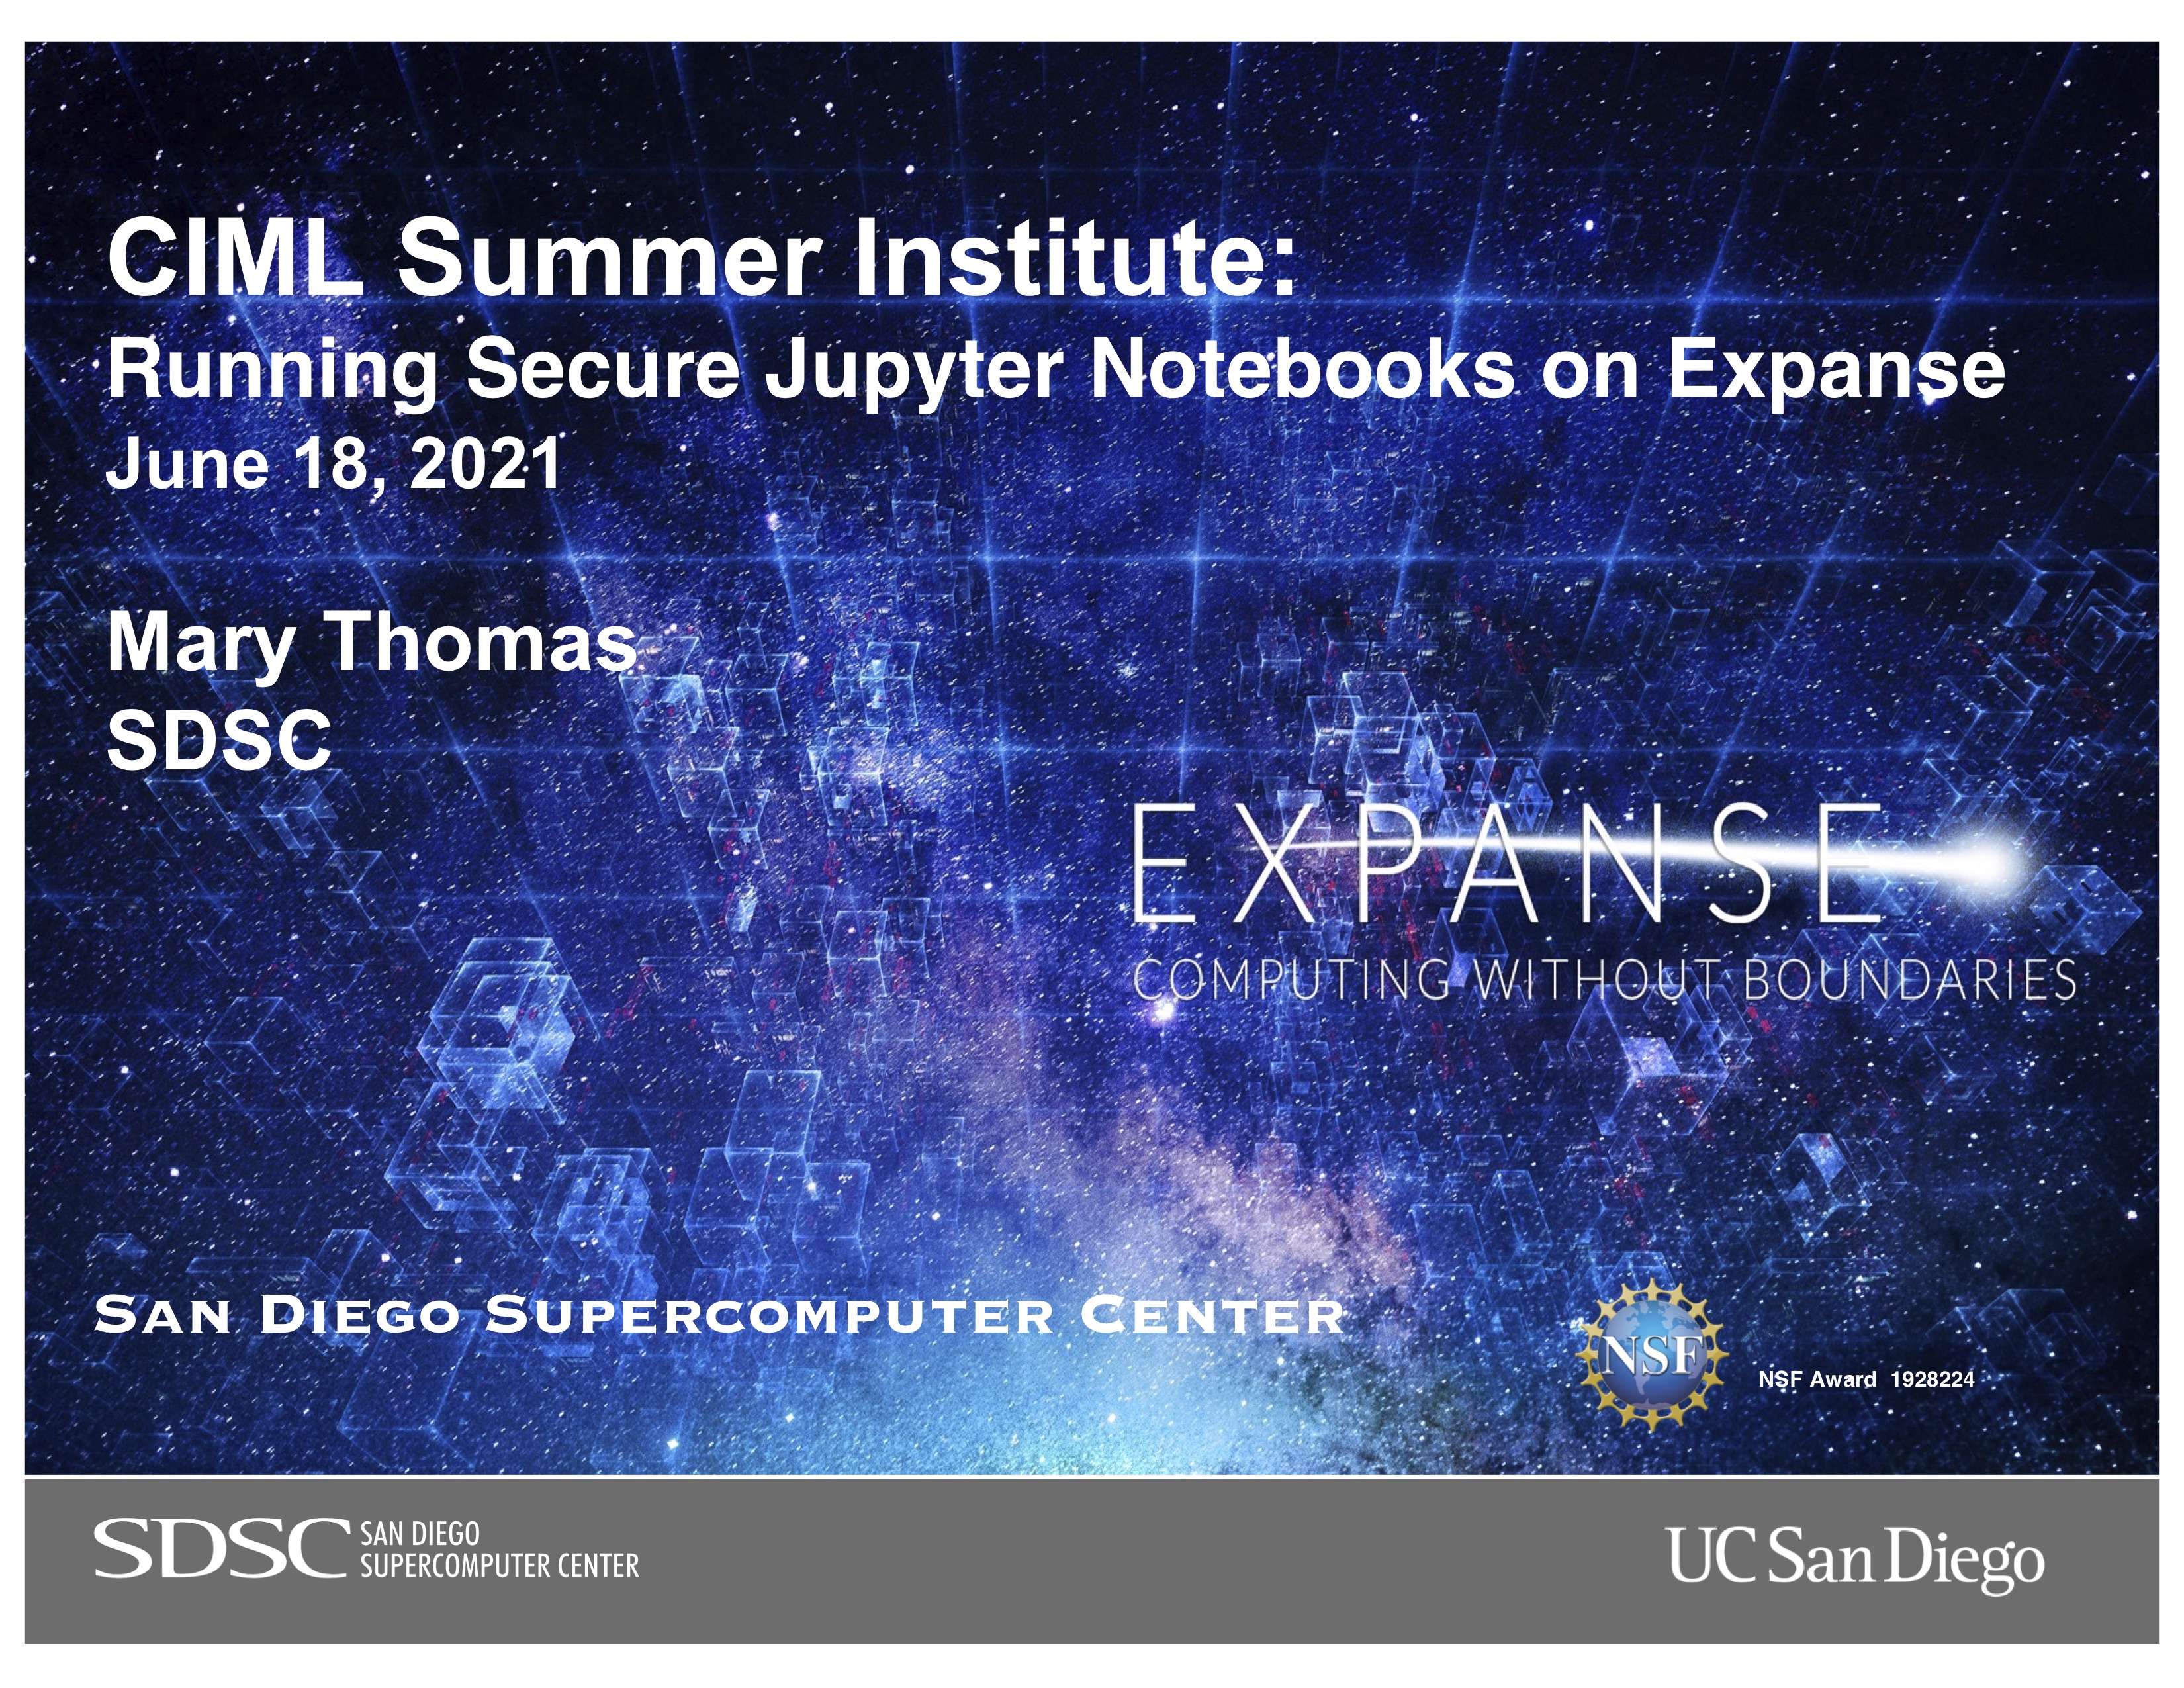 CIML Summer Institute:
Running Secure Jupyter Notebooks on Expanse
June 18, 2021
Mary Thomas
SDSC
EXPANSE
COMPUTING WITHOUT BOUNDARIES
SAN DIEGO SUPERCOMPUTER CENTER
NSF
NSF Award 1928224
SDSC
SAN DIEGO
SUPERCOMPUTER CENTER
UC San Diego